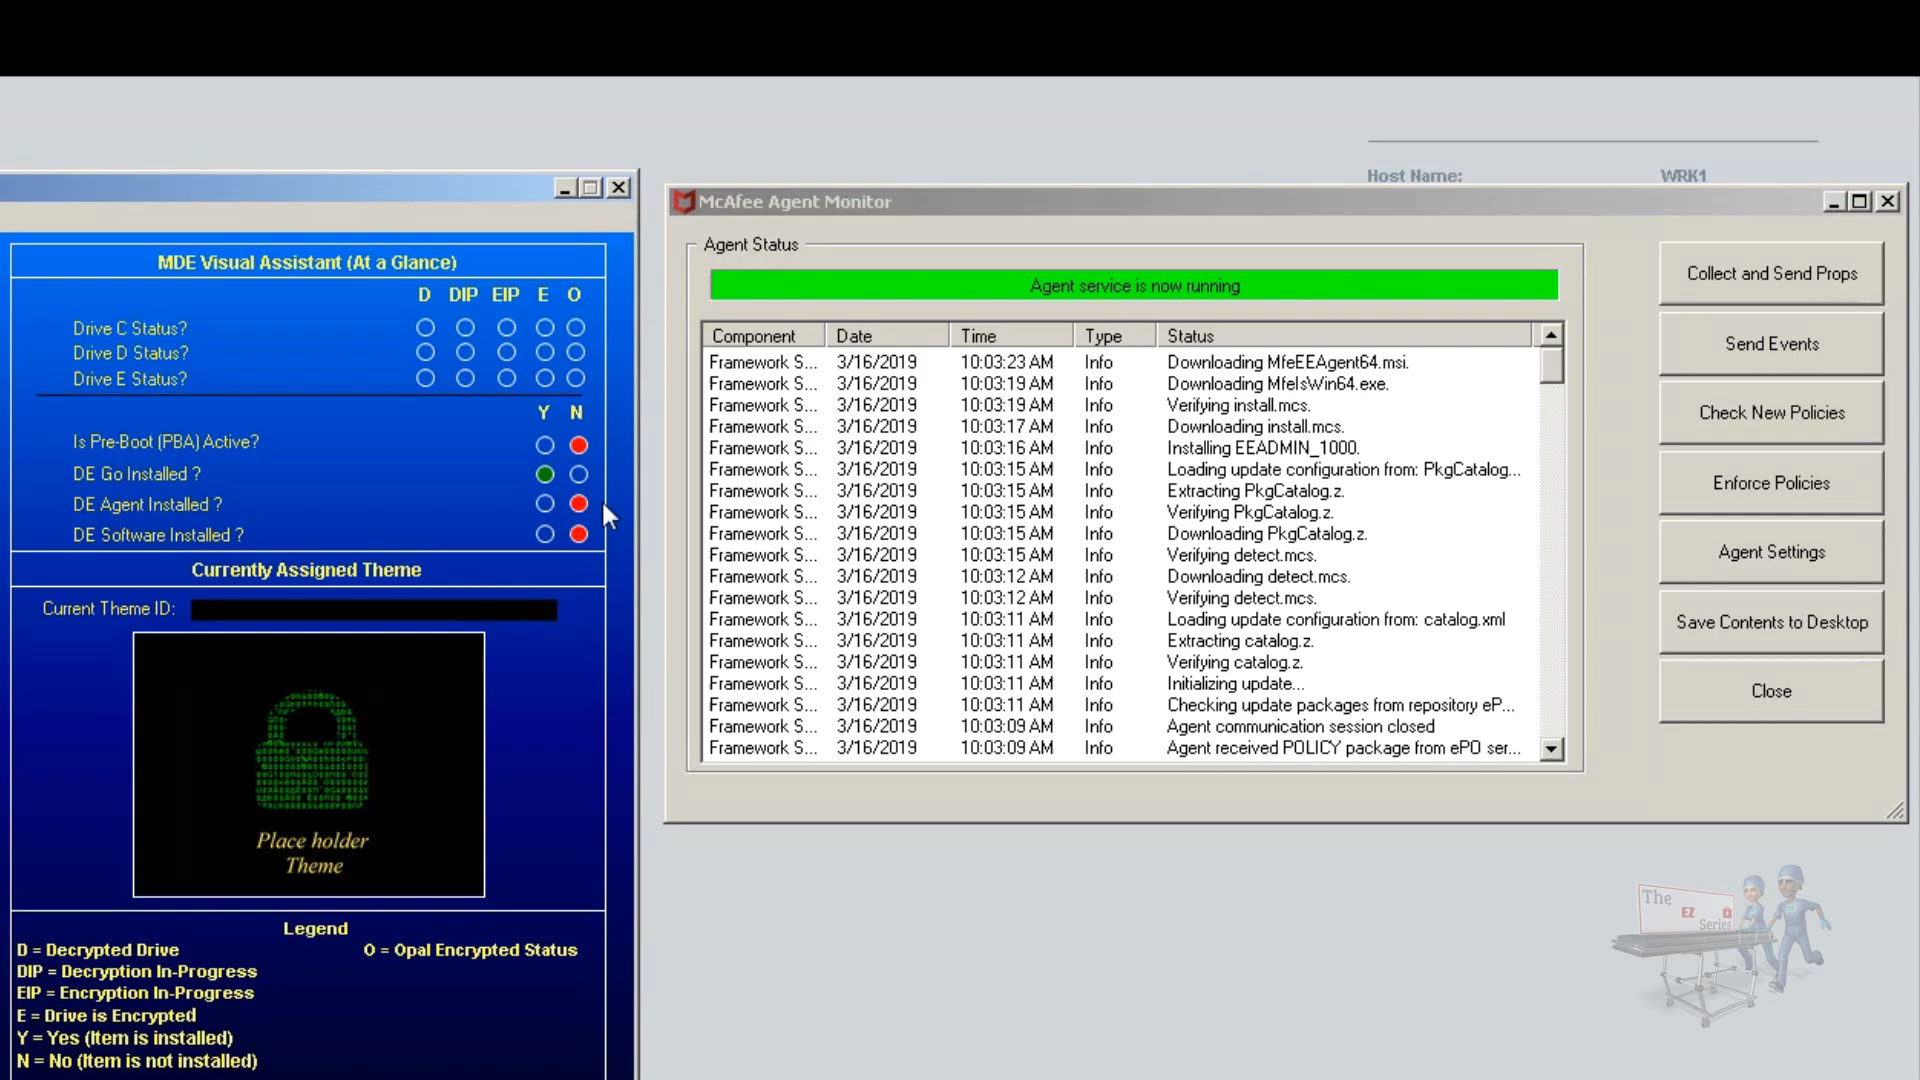 Host Name: WRK1
McAfee Agent Monitor
MDE Visual Assistant (At a Glance)
D DIP EIP E O
Drive C Status?
Drive D Status?
Drive E Status?
Y N
Is Pre-Boot (PBA) Active?
DE Go Installed ?
DE Agent Installed ?
DE Software Installed ?
Currently Assigned Theme
Current Theme ID:
Place holder
Theme
Legend
D = Decrypted Drive O = Opal Encrypted Status
DIP = Decryption In-Progress
EIP = Encryption In-Progress
E = Drive is Encrypted
Y = Yes (Item is installed)
N = No (Item is not installed)
Agent Status
Agent service is now running
Component Date Time Type Status
Framework S... 3/16/2019 10:03:23 AM Info Downloading MfeEEAgent64.msi.
Framework S... 3/16/2019 10:03:19 AM Info Downloading MfeIsWin64.exe.
Framework S... 3/16/2019 10:03:19 AM Info Verifying install.mcs.
Framework S... 3/16/2019 10:03:17 AM Info Downloading install.mcs.
Framework S... 3/16/2019 10:03:16 AM Info Installing EEADMIN_1000.
Framework S... 3/16/2019 10:03:15 AM Info Loading update configuration from: PkgCatalog...
Framework S... 3/16/2019 10:03:15 AM Info Extracting PkgCatalog.z.
Framework S... 3/16/2019 10:03:15 AM Info Verifying PkgCatalog.z.
Framework S... 3/16/2019 10:03:15 AM Info Downloading PkgCatalog.z.
Framework S... 3/16/2019 10:03:15 AM Info Verifying detect.mcs.
Framework S... 3/16/2019 10:03:12 AM Info Downloading detect.mcs.
Framework S... 3/16/2019 10:03:12 AM Info Verifying detect.mcs.
Framework S... 3/16/2019 10:03:11 AM Info Loading update configuration from: catalog.xml
Framework S... 3/16/2019 10:03:11 AM Info Extracting catalog.z.
Framework S... 3/16/2019 10:03:11 AM Info Verifying catalog.z.
Framework S... 3/16/2019 10:03:11 AM Info Initializing update...
Framework S... 3/16/2019 10:03:11 AM Info Checking update packages from repository eP...
Framework S... 3/16/2019 10:03:09 AM Info Agent communication session closed
Framework S... 3/16/2019 10:03:09 AM Info Agent received POLICY package from ePO ser...
Collect and Send Props
Send Events
Check New Policies
Enforce Policies
Agent Settings
Save Contents to Desktop
Close
The
EZ
Series